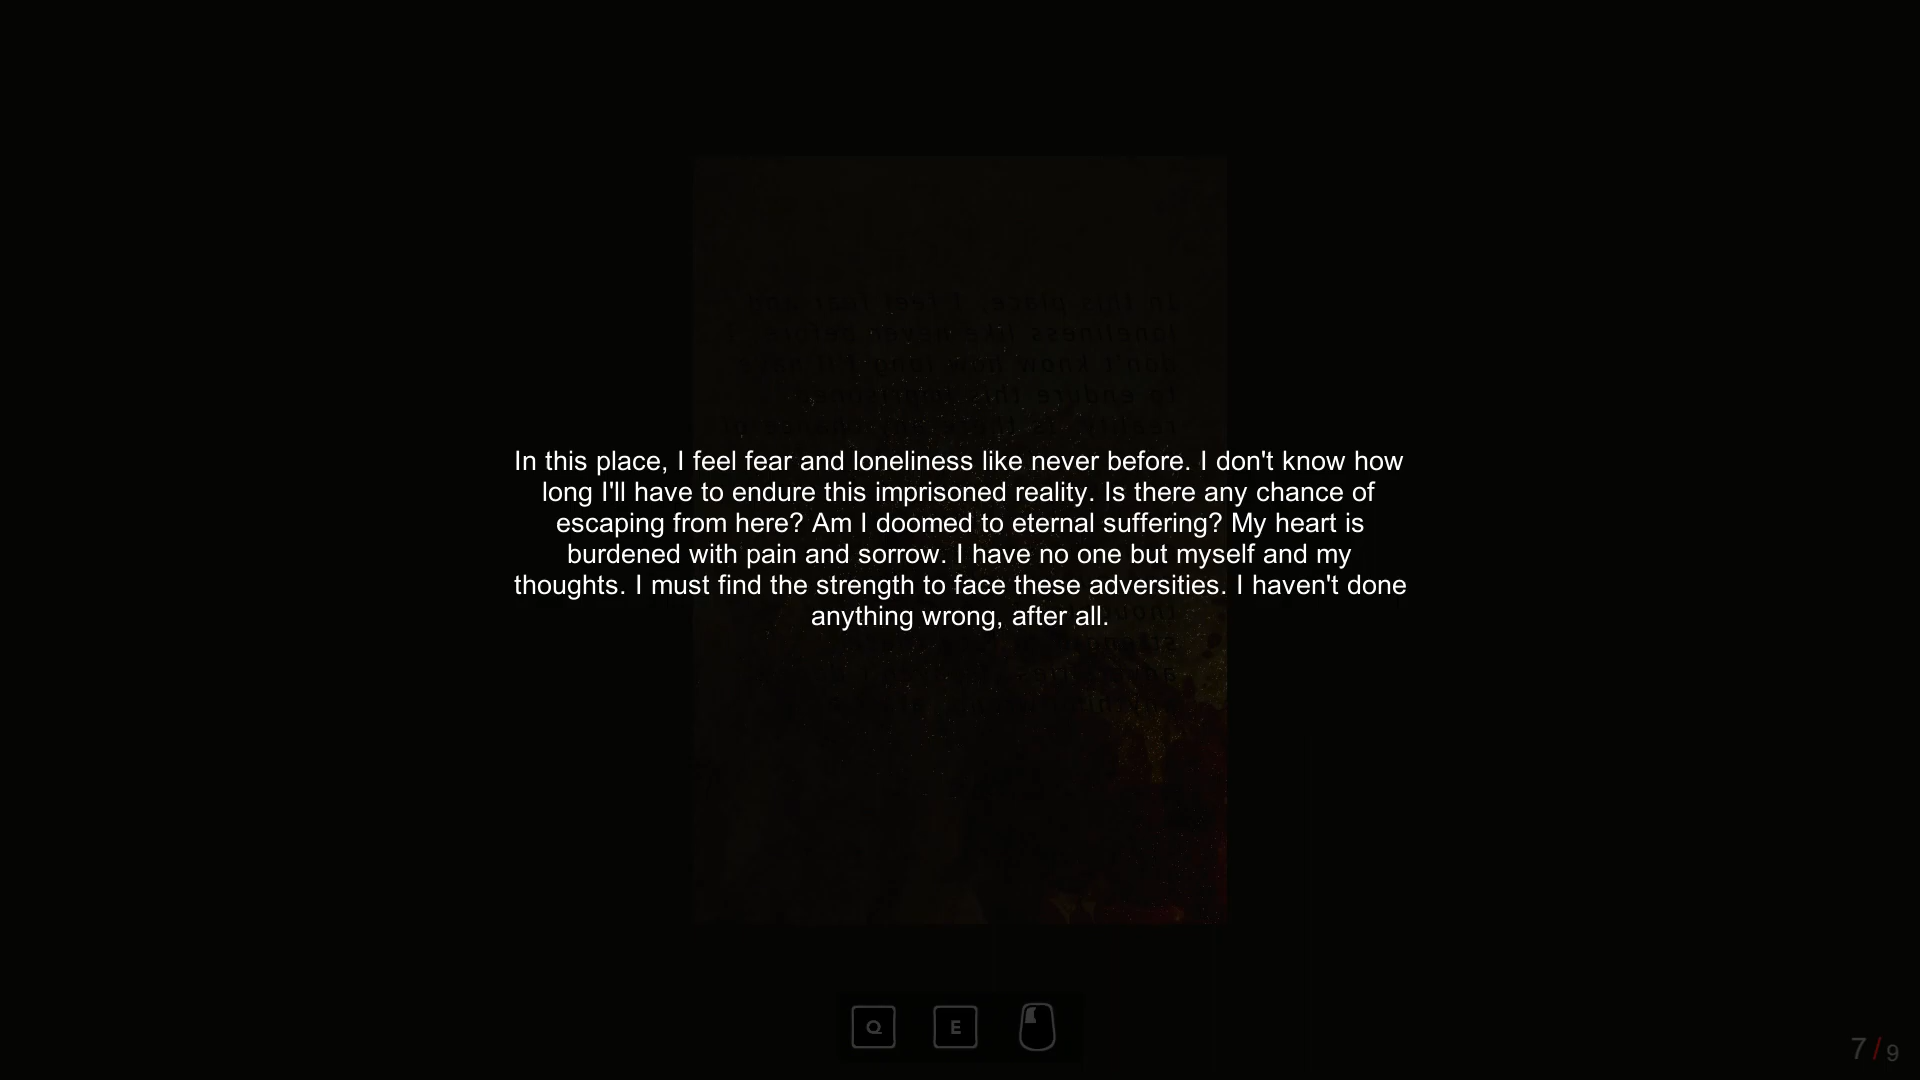 In this place, I feel fear and loneliness like never before. I don't know how
long I'll have to endure this imprisoned reality. Is there any chance of
escaping from here? Am I doomed to eternal suffering? My heart is
burdened with pain and sorrow. I have no one but myself and my
thoughts. I must find the strength to face these adversities. I haven't done
anything wrong, after all.
Q E
7 / 9